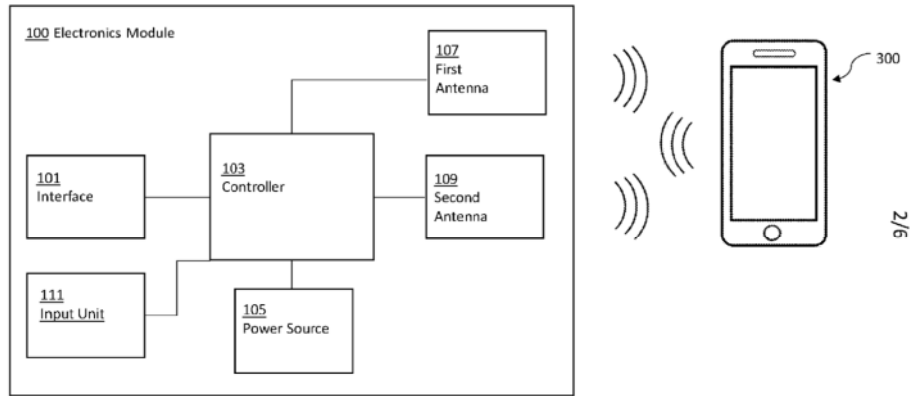 100 Electronics Module
107
First
Antenna
300
101
Interface
103
Controller
109
Second
Antenna
111
Input Unit
105
Power Source
2/6